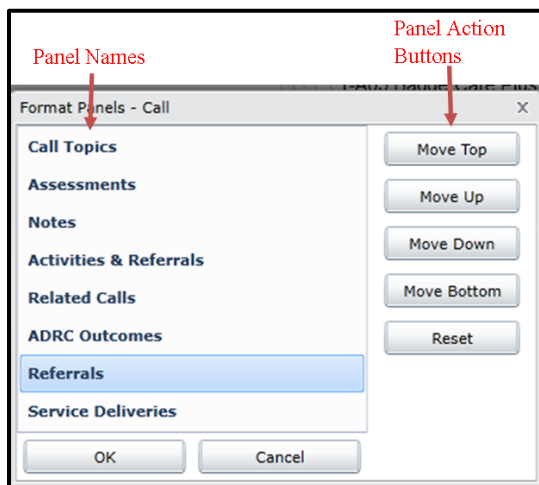 Panel Names
Panel Action
Buttons
Format Panels - Call
X
Call Topics
Assessments
Notes
Activities & Referrals
Related Calls
ADRC Outcomes
Referrals
Service Deliveries
Move Top
Move Up
Move Down
Move Bottom
Reset
OK
Cancel